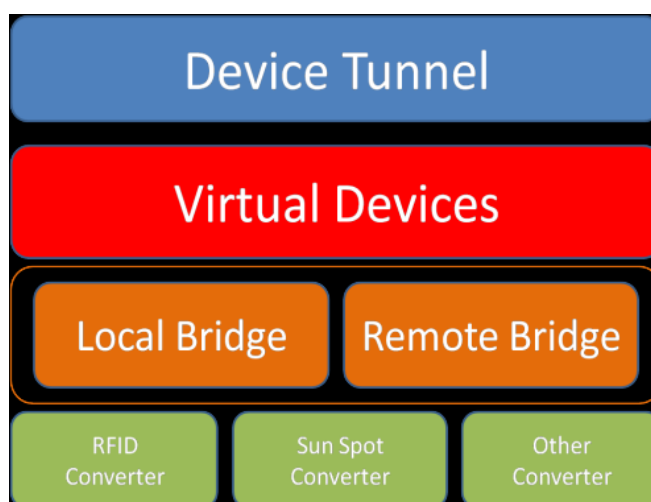 Device Tunnel
Virtual Devices
Local Bridge
Remote Bridge
RFID
Converter
Sun Spot
Converter
Other
Converter